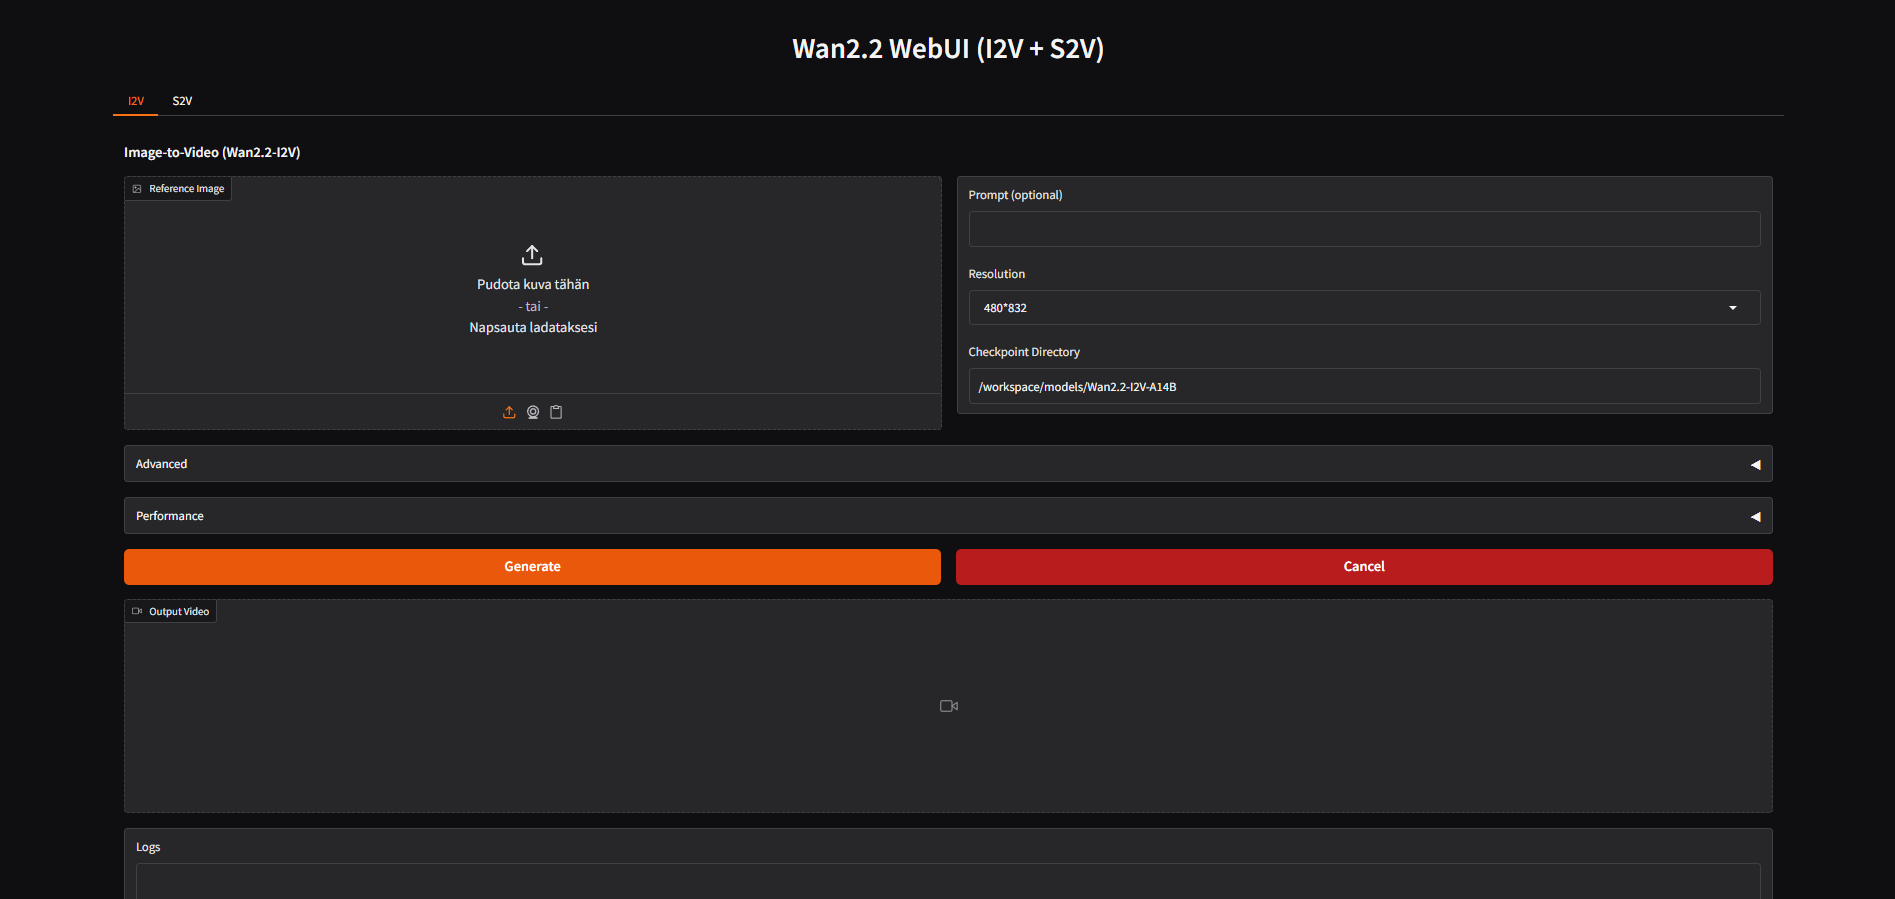 Wan2.2 WebUI (I2V + S2V)
I2V
S2V
Image-to-Video (Wan2.2-I2V)
Reference Image
Pudota kuva tähän
- tai -
Napsauta ladataksesi
Prompt (optional)
Resolution
480*832
Checkpoint Directory
/workspace/models/Wan2.2-I2V-A14B
Advanced
Performance
Generate
Cancel
Output Video
Logs